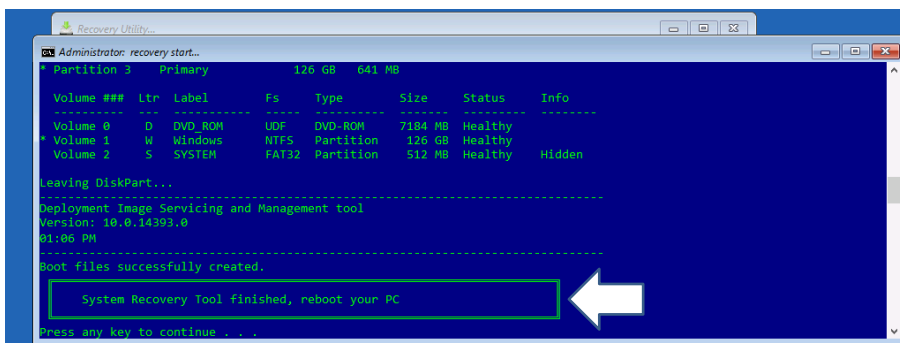 Recovery Utility...
Administrator: recovery start...
* Partition 3    Primary            126 GB   641 MB
Volume ###  Ltr  Label        Fs     Type        Size     Status     Info
----------  ---  -----------  -----  ----------  -------  ---------  --------
Volume 0     D   DVD_ROM      UDF    DVD-ROM     7184 MB  Healthy
* Volume 1     W   Windows      NTFS   Partition    126 GB  Healthy
Volume 2     S   SYSTEM       FAT32  Partition    512 MB  Healthy    Hidden
Leaving DiskPart...
Deployment Image Servicing and Management tool
Version: 10.0.14393.0
01:06 PM
Boot files successfully created.
System Recovery Tool finished, reboot your PC
Press any key to continue . . .